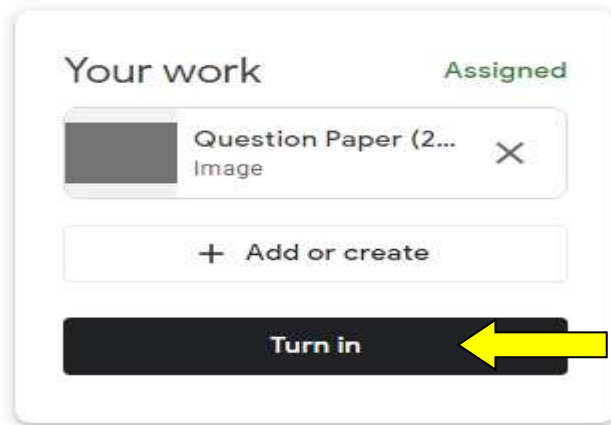 Your work
Assigned
Question Paper (2...
Image
+ Add or create
Turn in